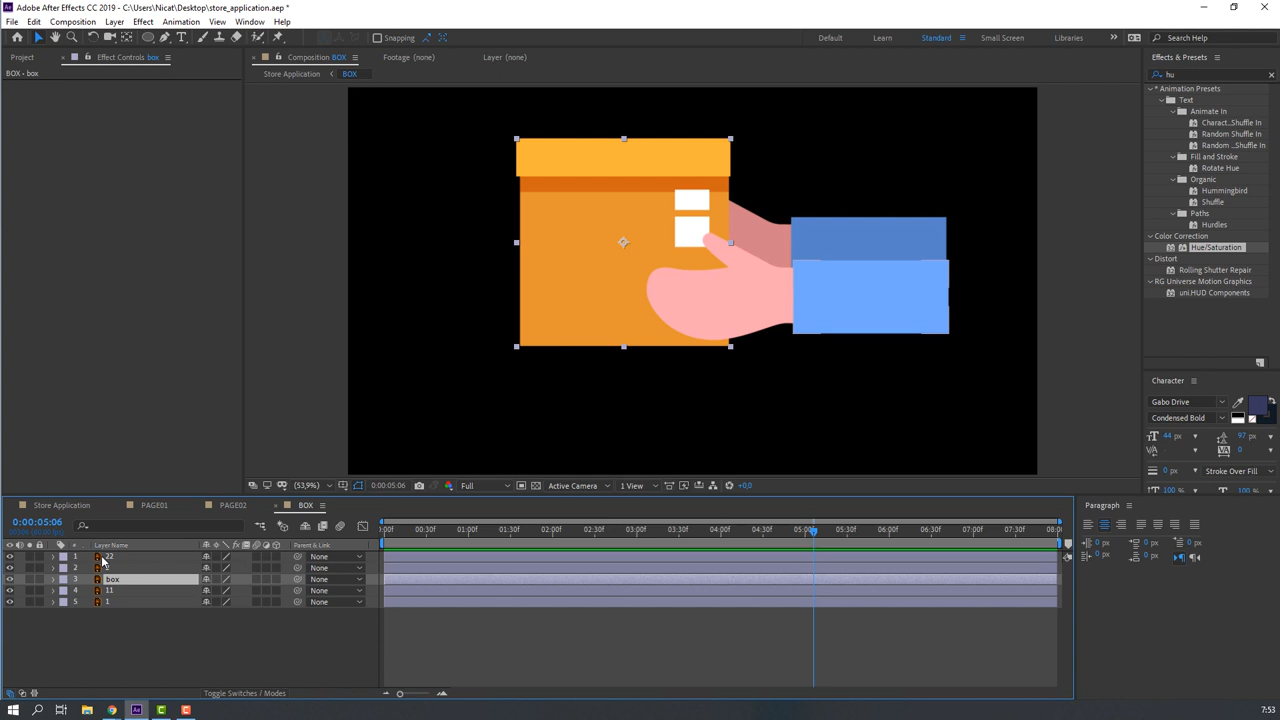 Adobe After Effects CC 2019 - C:\Users\Nicat\Desktop\store_application.aep *
File Edit Composition Layer Effect Animation View Window Help
Snapping
Default Learn Standard Small Screen Libraries Search Help
Project Effect Controls box
Composition BOX Footage (none) Layer (none)
Effects & Presets
BOX • box
Store Application BOX
hu
* Animation Presets
Text
Animate In
Charact...Shuffle In
Random Shuffle In
Random ...Shuffle In
Fill and Stroke
Rotate Hue
Organic
Hummingbird
Shuffle
Paths
Hurdles
Color Correction
Hue/Saturation
Distort
Rolling Shutter Repair
RG Universe Motion Graphics
uni.HUD Components
Character
Gabo Drive
Condensed Bold
44 px 97 px
0
px Stroke Over Fill
100 % 100 %
(53,9%) 0:00:05:06 Full Active Camera 1 View +0,0
Store Application PAGE01 PAGE02 BOX
0:00:05:06
# Layer Name Parent & Link
:00f 00:30f 01:00f 01:30f 02:00f 02:30f 03:00f 03:30f 04:00f 04:30f 05:00f 05:30f 06:00f 06:30f 07:00f 07:30f 08:00f
1 22 None
2 None
3 box None
4 11 None
5 1 None
Toggle Switches / Modes
Paragraph
0 px 0 px 0 px
0 px 0 px
7:53